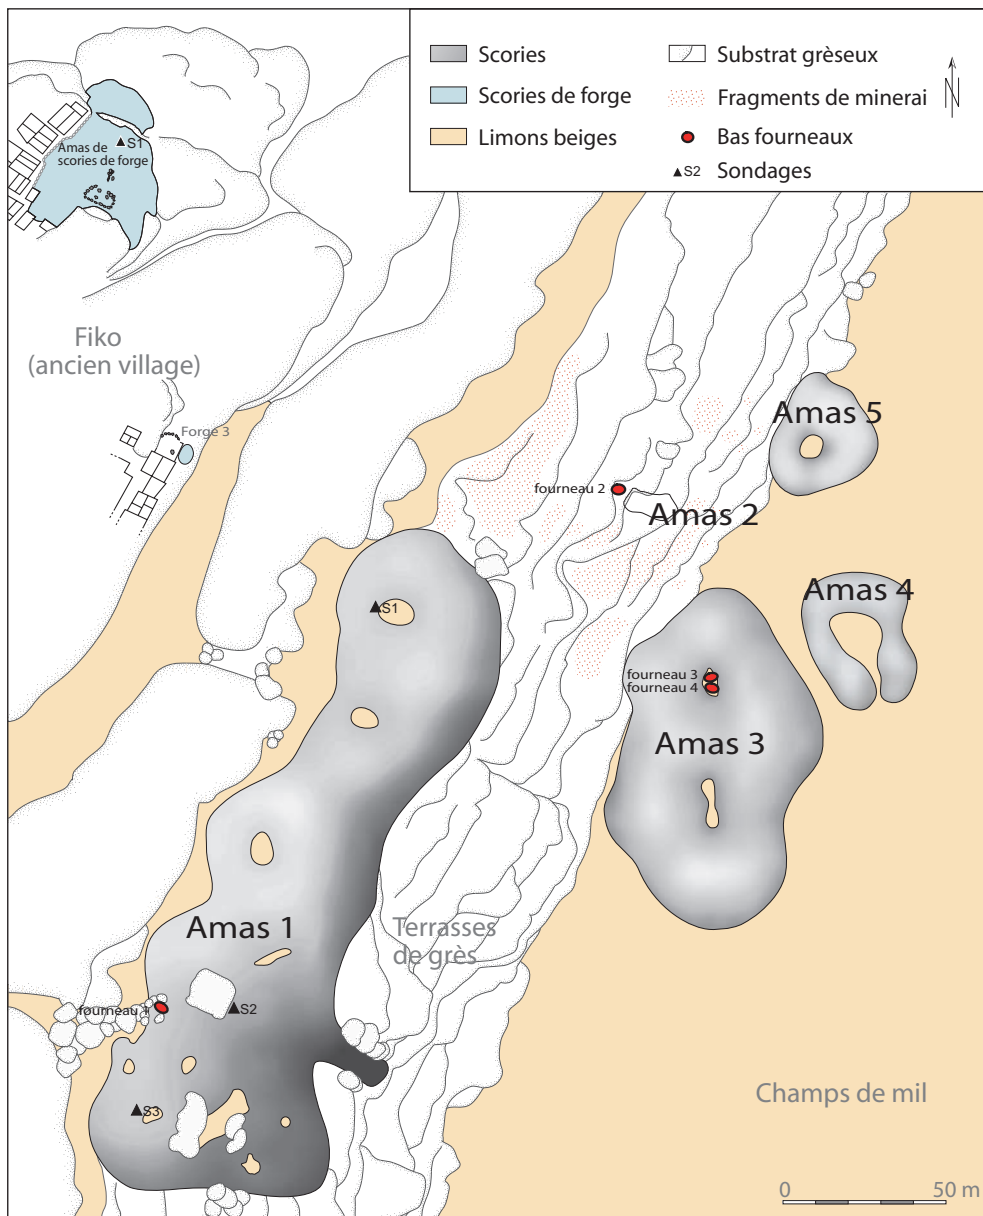 Scories
Scories de forge
Limons beiges
Substrat grèseux
Fragments de minerai
Bas fourneaux
S2 Sondages
N
S1
Amas de
scories de forge
Fiko
(ancien village)
Forge 3
Amas 5
fourneau 2
Amas 2
Amas 4
S1
fourneau 3
fourneau 4
Amas 3
Amas 1
Terrasses
de grès
fourneau 1
S2
S3
Champs de mil
0 50 m